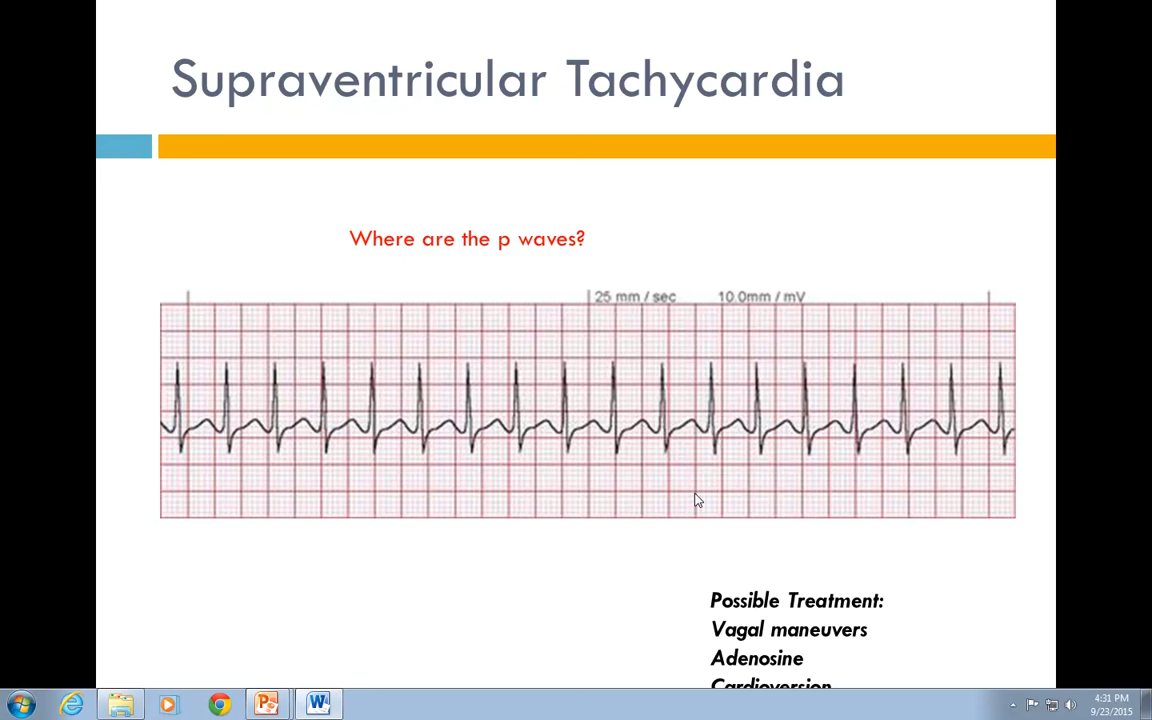 Supraventricular Tachycardia
Where are the p waves?
25 mm / sec 10.0mm / mV
Possible Treatment:
Vagal maneuvers
Adenosine
Cardioversion
4:31 PM
9/23/2015